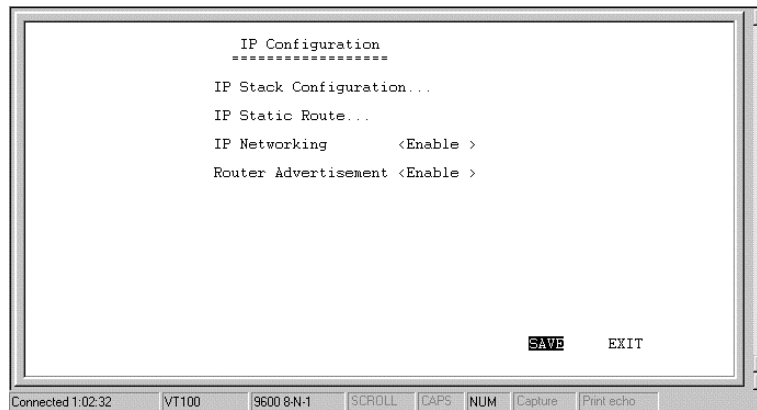 IP Configuration
==================
IP Stack Configuration...
IP Static Route...
IP Networking <Enable >
Router Advertisement <Enable >
SAVE EXIT
Connected 1:02:32 VT100 9600 8-N-1 SCROLL CAPS NUM Capture Print echo